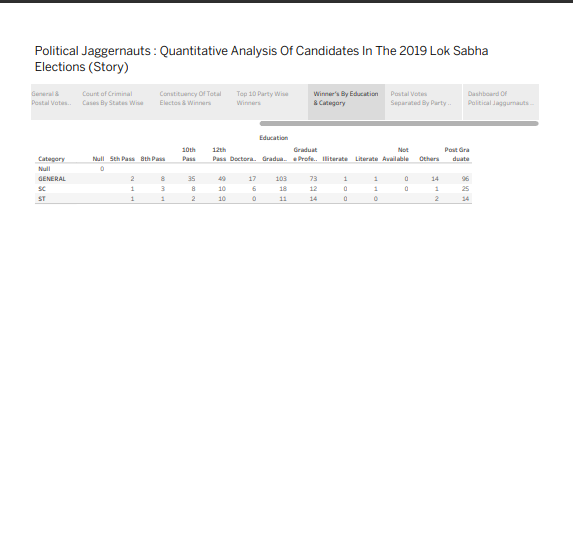 Political Jaggernauts : Quantitative Analysis Of Candidates In The 2019 Lok Sabha
Elections (Story)
General & Count of Criminal Constituency Of Total Top 10 Party Wise Winner's By Education Postal Votes Dashboard Of
Postal Votes.. Cases By States Wise Electos & Winners Winners & Category Separated By Party .. Political Jaggurnauts...
Education
10th 12th Graduat Not Post Gra
Category Null 5th Pass 8th Pass Pass Pass Doctora.. Gradua.. e Profe.. Illiterate Literate Available Others duate
Null 0
GENERAL 2 8 35 49 17 103 73 1 1 0 14 96
SC 1 3 8 10 6 18 12 0 1 0 1 25
ST 1 1 2 10 0 11 14 0 0 2 14